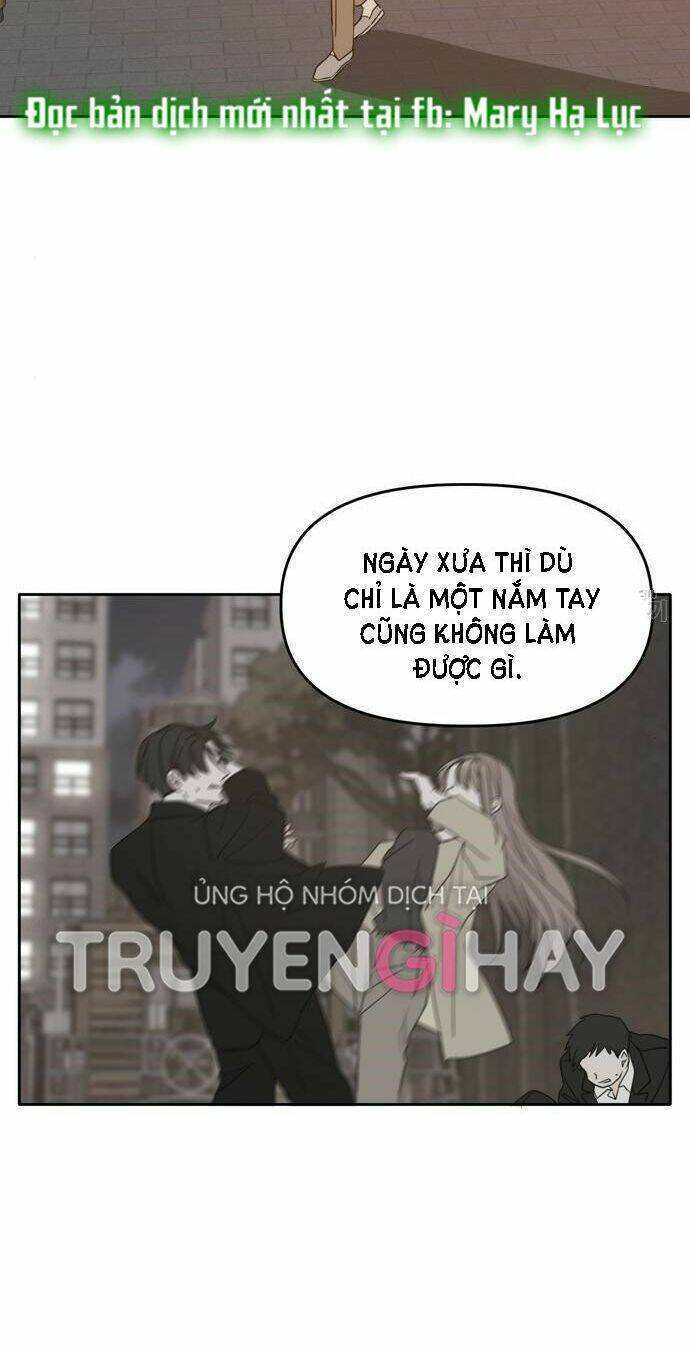 Đọc bản dịch mới nhất tại fb: Mary Hạ Lục
NGÀY XƯA THÌ DÙ
CHỈ LÀ MỘT NẮM TAY
CŨNG KHÔNG LÀM
ĐƯỢC GÌ.
ỦNG HỘ NHÓM DỊCH TẠI
TRUYENGÌHAY